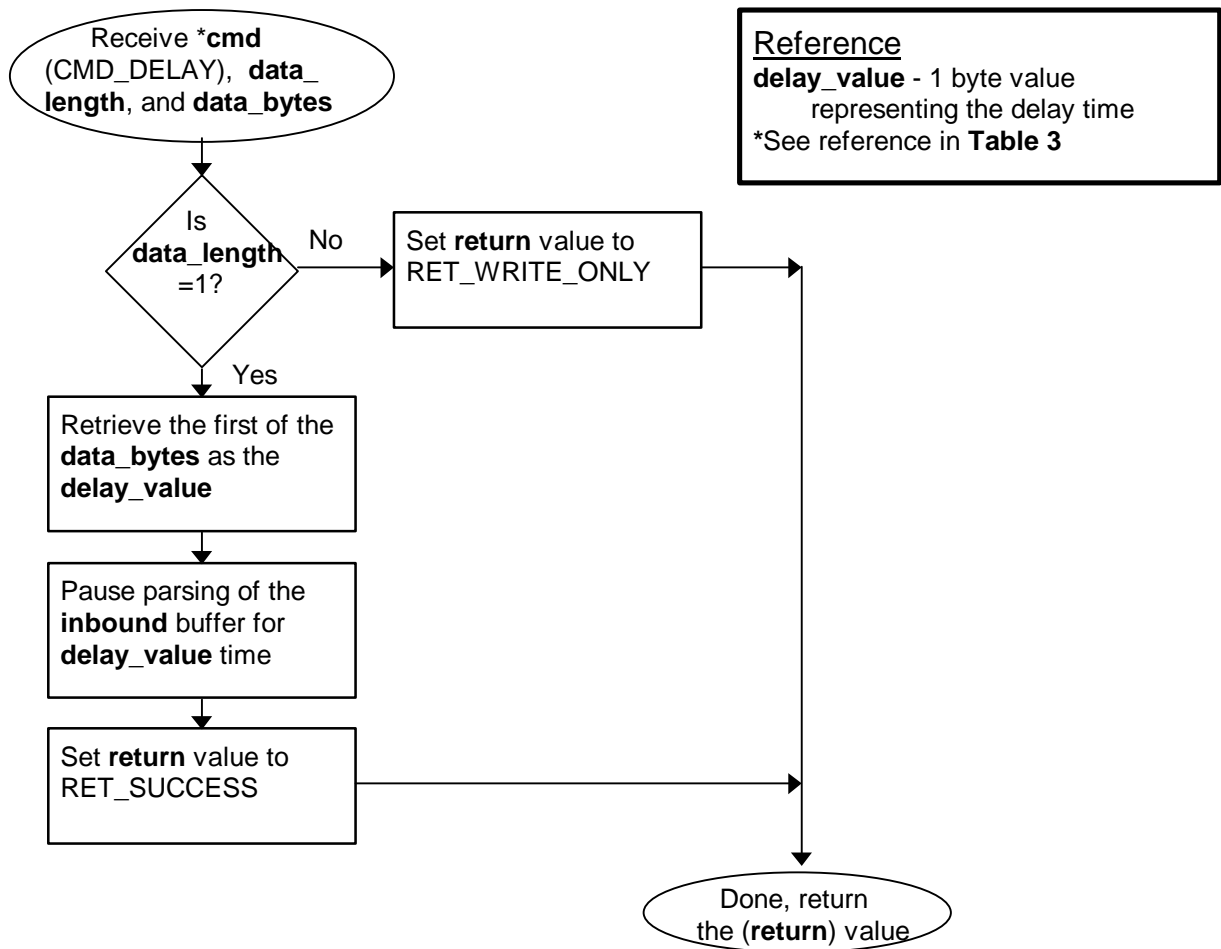 Receive *cmd
(CMD_DELAY), data_
length, and data_bytes
Reference
delay_value - 1 byte value
representing the delay time
*See reference in Table 3
Is
data_length
=1?
No
Set return value to
RET_WRITE_ONLY
Yes
Retrieve the first of the
data_bytes as the
delay_value
Pause parsing of the
inbound buffer for
delay_value time
Set return value to
RET_SUCCESS
Done, return
the (return) value